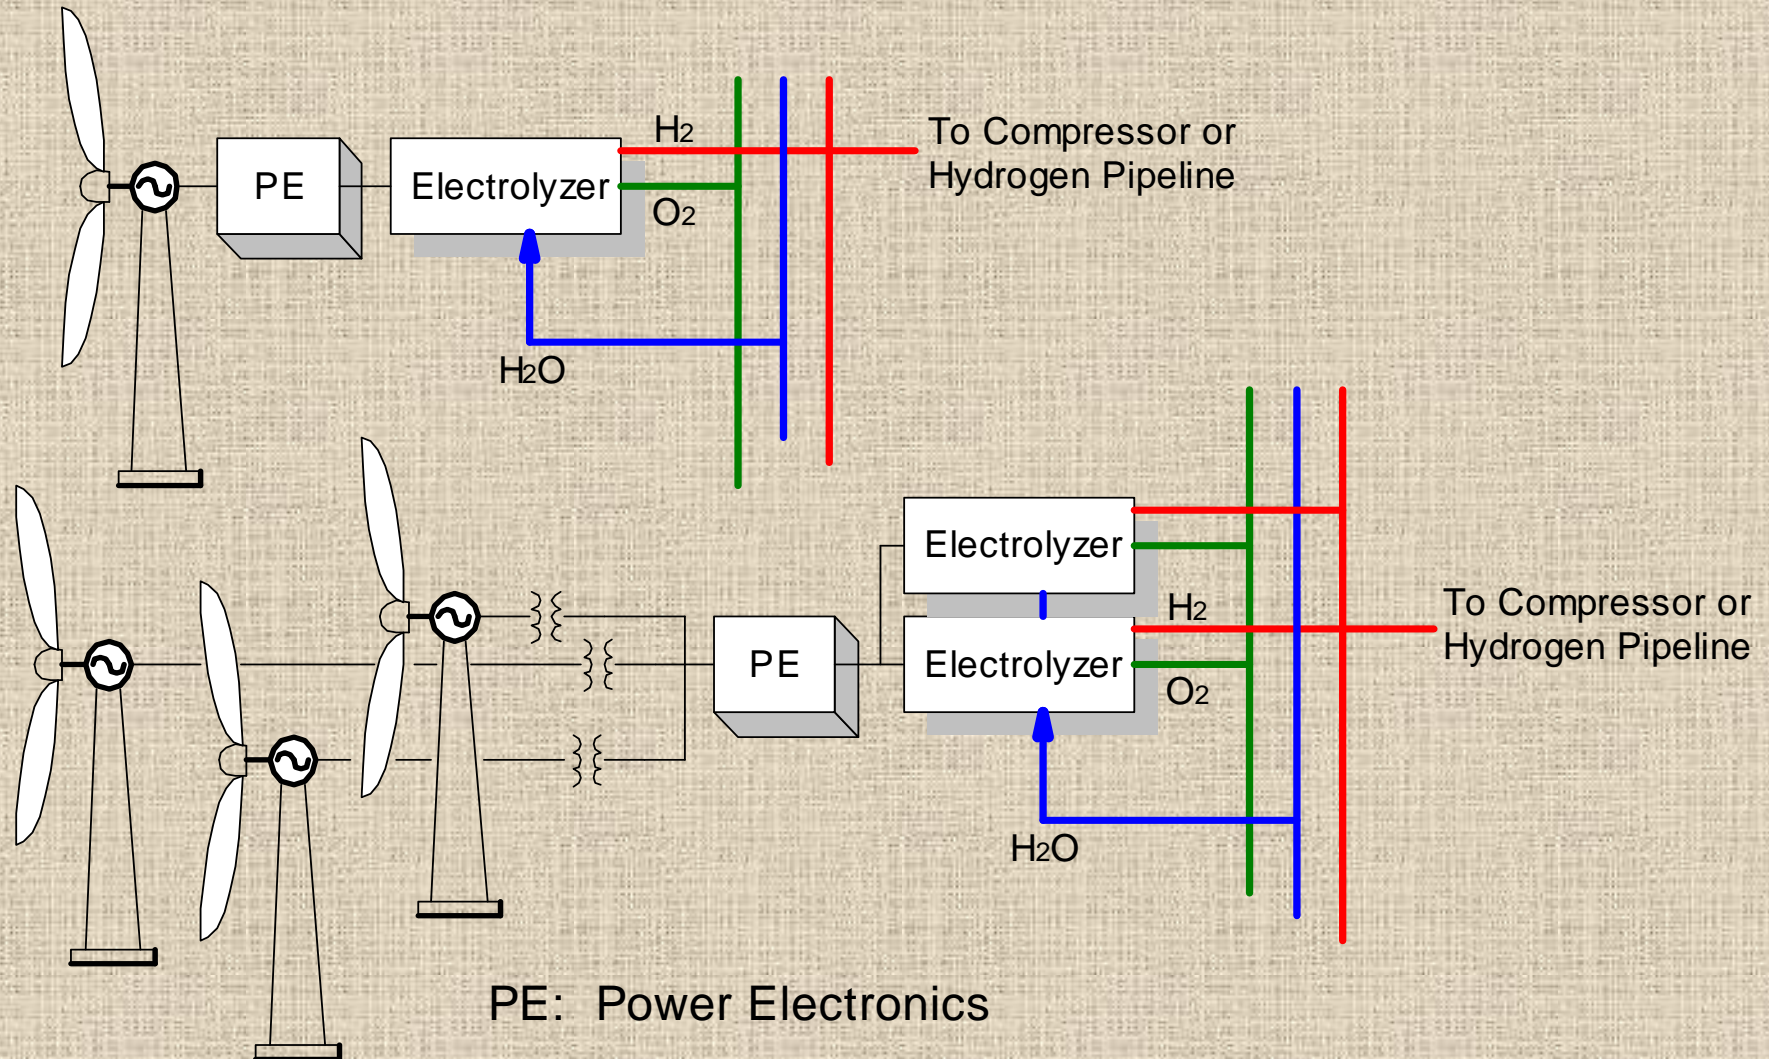 H2
To Compressor or
Hydrogen Pipeline
PE
Electrolyzer
O2
H2O
Electrolyzer
H2
To Compressor or
Hydrogen Pipeline
PE
Electrolyzer
O2
H2O
PE: Power Electronics